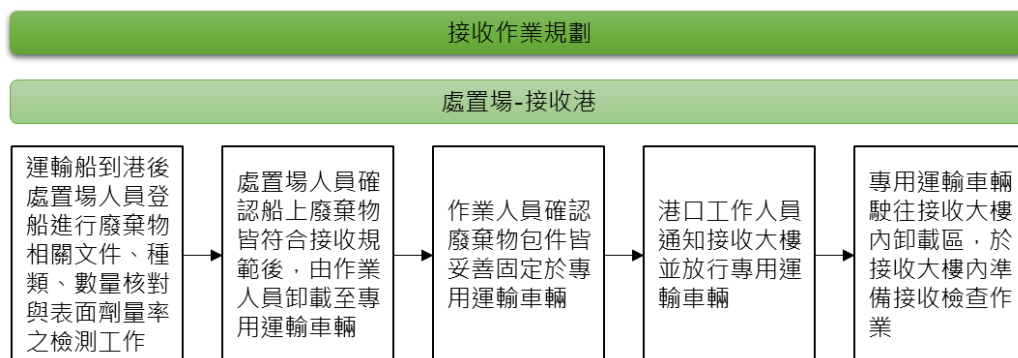 接收作業規劃
處置場-接收港
運輸船到港後
處置場人員登
船進行廢棄物
相關文件、種
類、數量核對
與表面劑量率
之檢測工作
處置場人員確
認船上廢棄物
皆符合接收規
範後，由作業
人員卸載至專
用運輸車輛
作業人員確認
廢棄物包件皆
妥善固定於專
用運輸車輛
港口工作人員
通知接收大樓
並放行專用運
輸車輛
專用運輸車輛
駛往接收大樓
內卸載區，於
接收大樓內準
備接收檢查作
業